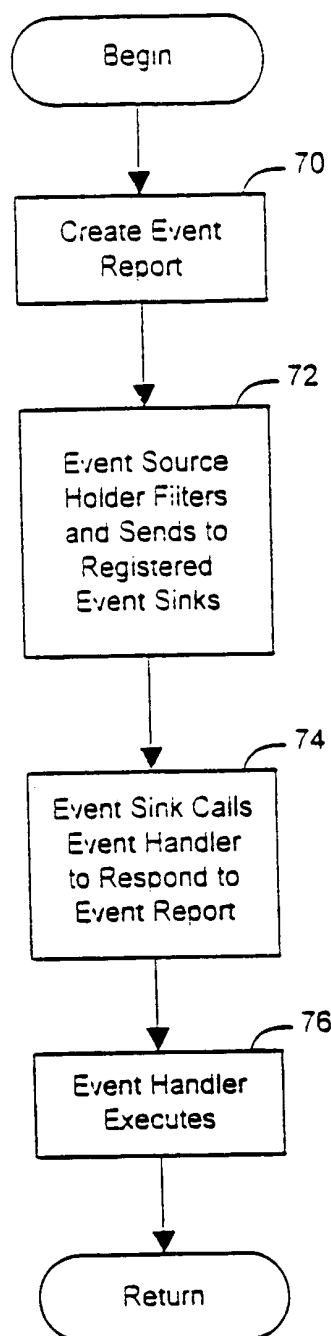 Begin
70
Create Event
Report
72
Event Source
Holder Filters
and Sends to
Registered
Event Sinks
74
Event Sink Calls
Event Handler
to Respond to
Event Report
76
Event Handler
Executes
Return